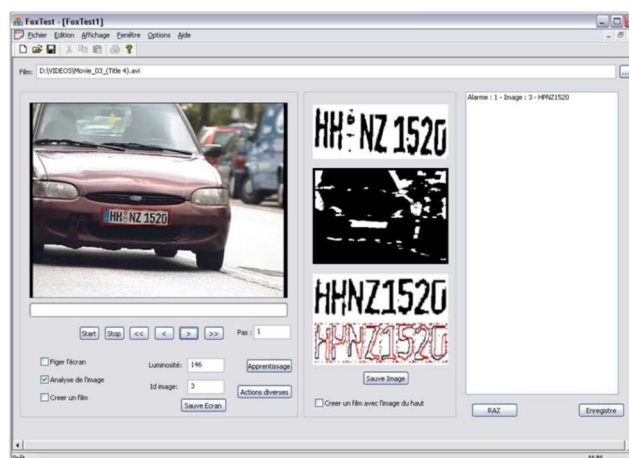 FoxTest - [FoxTest1]
Fichier Edition Affichage Fenêtre Options Aide
Film: D:\VIDEOS\Movie_03_(Title 4).avi ...
HH NZ 1520
HH NZ 1520
Alarme : 1 - Image : 3 - HPNZ1520
HHNZ1520
HPNZ1520
Start Stop << < > >> Pas : 1
Figer l'écran
Luminosité: 146 Apprentissage
Analyse de l'image
Id image: 3 Actions diverses
Creer un film
Sauve Ecran
Sauve Image
Creer un film avec l'image du haut
RAZ Enregistre
Prêt NUM